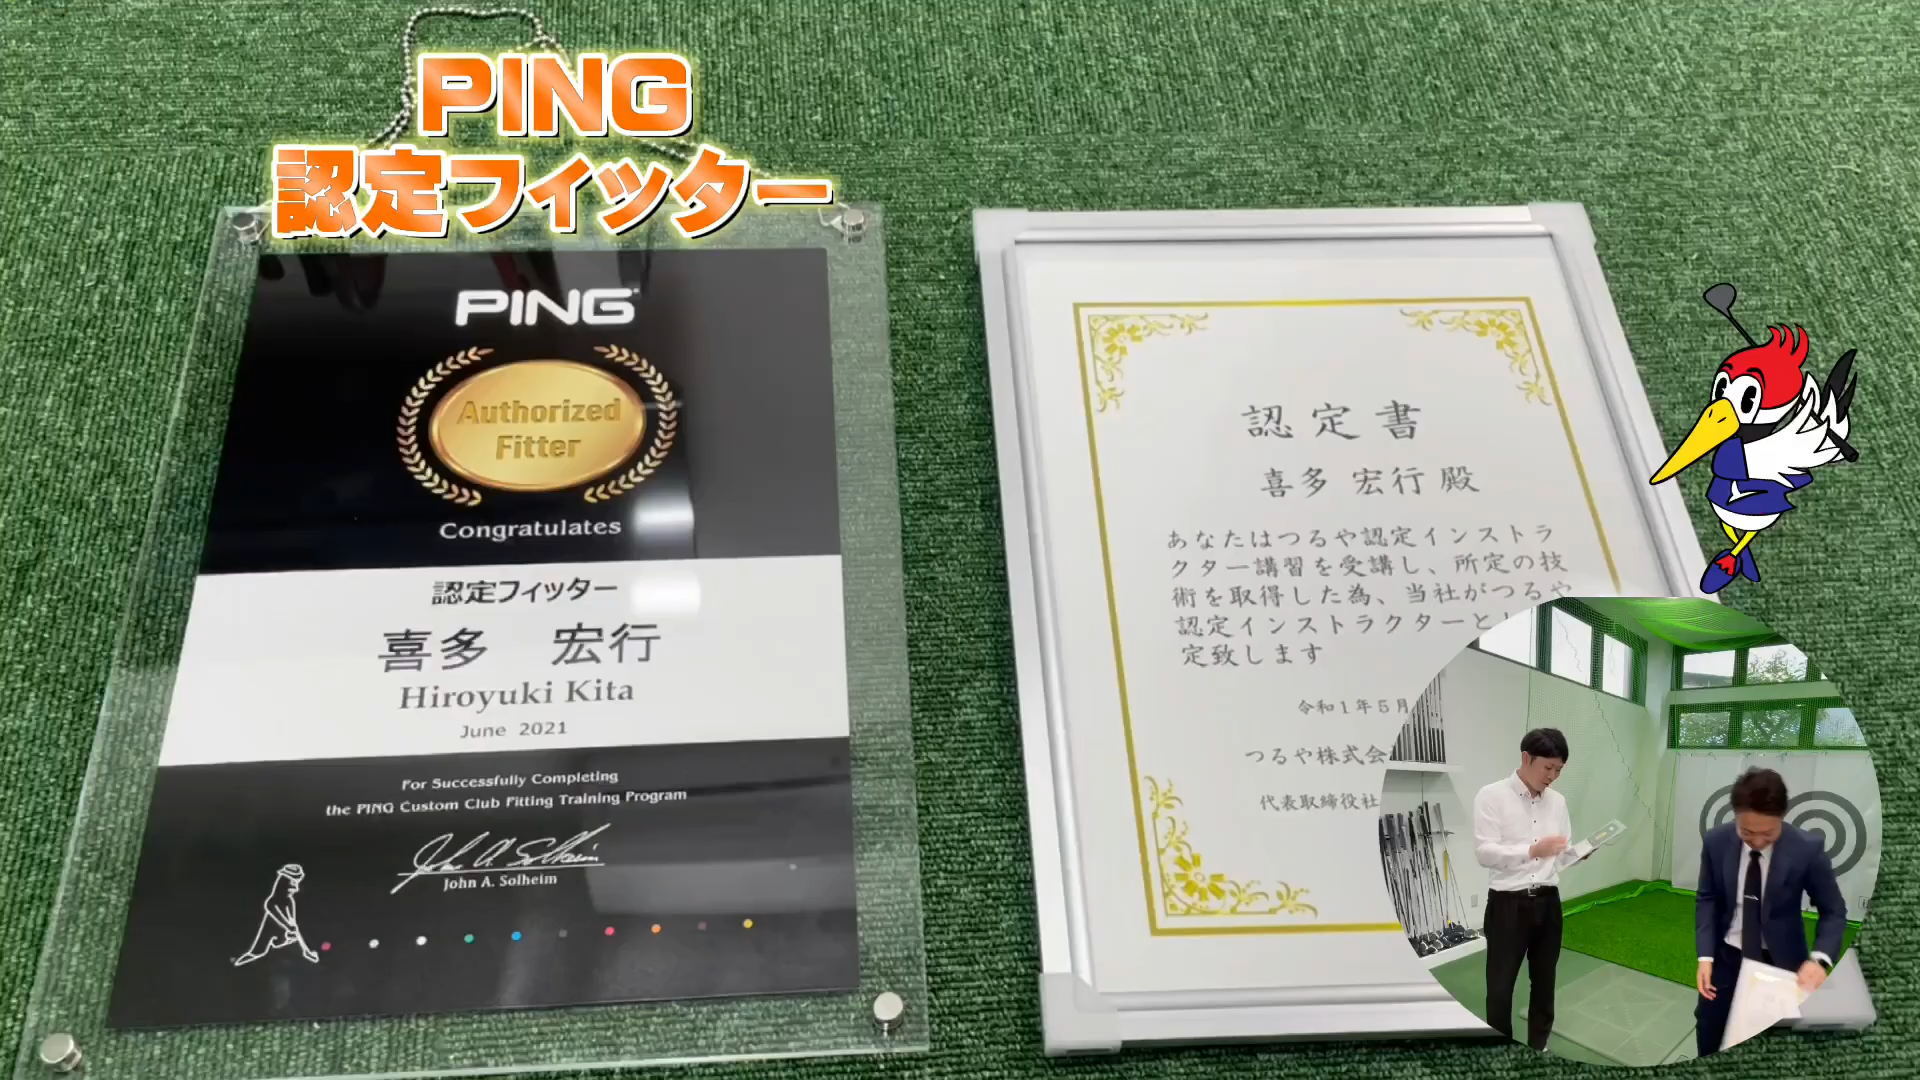 PING
認定フィッター
PING
Authorized
Fitter
Congratulates
認定フィッター
喜多 宏行
Hiroyuki Kita
June 2021
For Successfully Completing
the PING Custom Club Fitting Training Program
John A. Solheim
認定書
喜多 宏行 殿
あなたはつるや認定インストラ
クター講習を受講し、所定の技
術を取得した為、当社がつるや
認定インストラクターと
定致します
令和1年5月
つるや株式会
代表取締役社